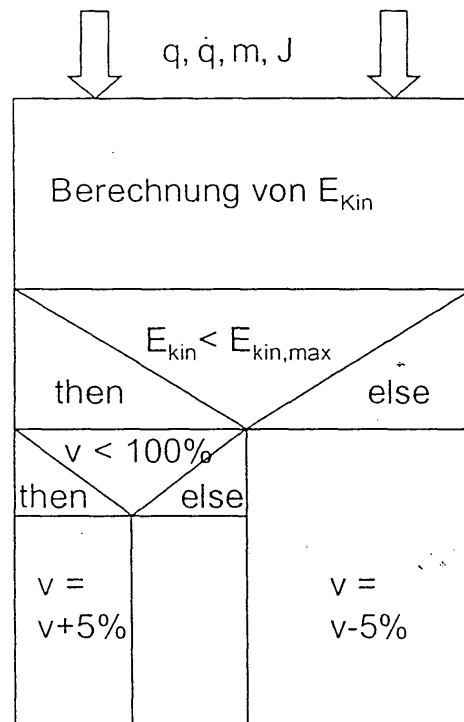 q, q̇, m, J
Berechnung von E_Kin
E_kin < E_kin,max
then
else
v < 100%
then
else
v =
v+5%
v =
v-5%